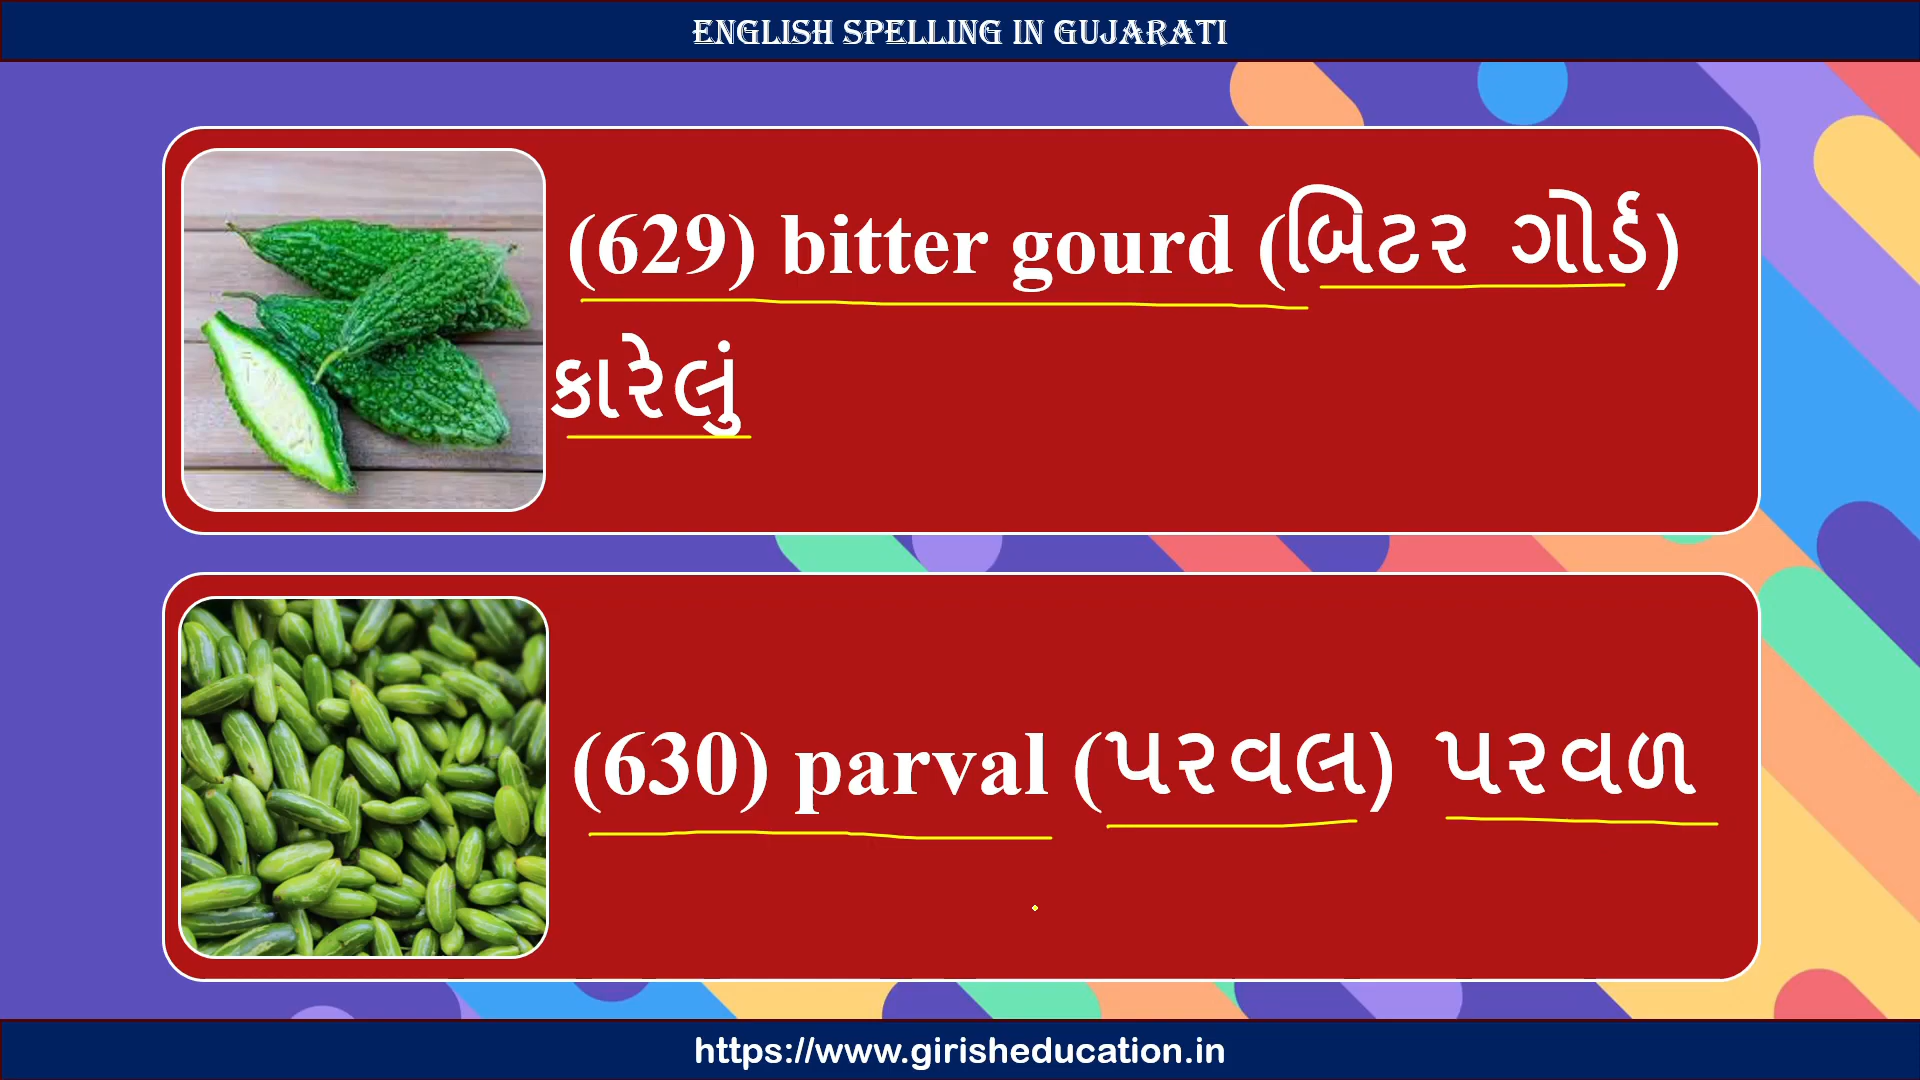 ENGLISH SPELLING IN GUJARATI
(629) bitter gourd (બિટર ગોર્ડ)
કારેલું
(630) parval (પરવલ) પરવળ
https://www.girisheducation.in